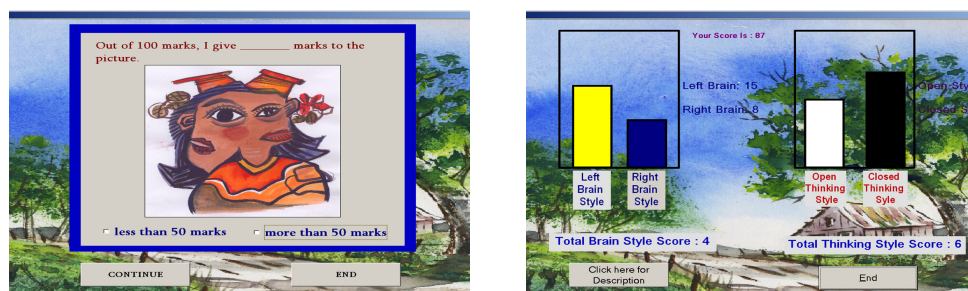 Out of 100 marks, I give ________ marks to the
picture.
less than 50 marks
more than 50 marks
CONTINUE
END
Your Score Is : 87
Left Brain: 15
Right Brain: 8
Open Sty
Closed S
Left
Brain
Style
Right
Brain
Style
Open
Thinking
Style
Closed
Thinking
Syle
Total Brain Style Score : 4
Total Thinking Style Score : 6
Click here for
Description
End